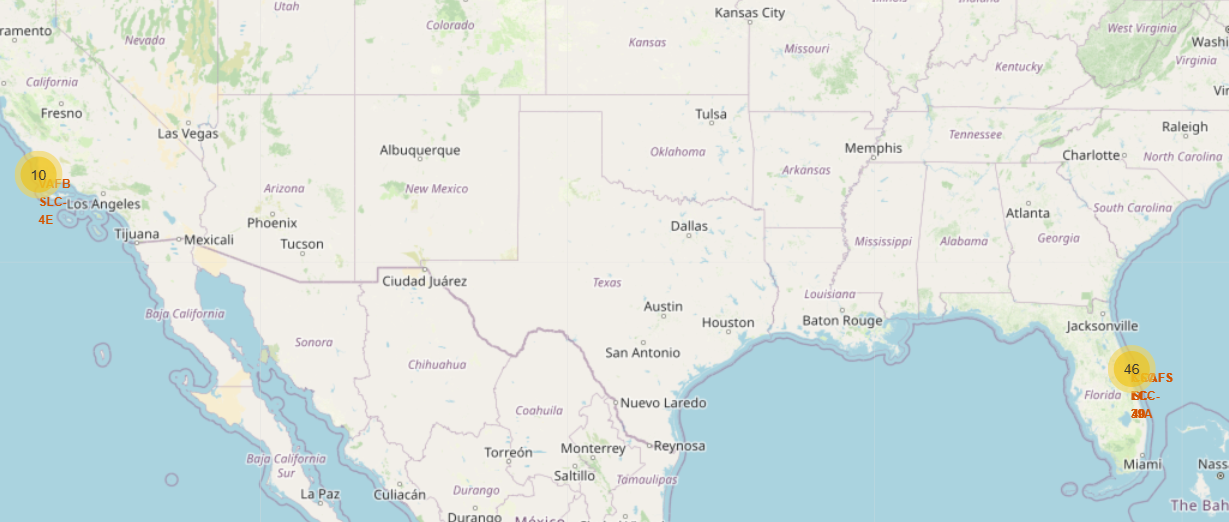 Utah
Colorado
Kansas
Kansas City
Missouri
Illinois
Indiana
West Virginia
Virginia
Nevada
California
Fresno
Las Vegas
Albuquerque
New Mexico
Arizona
Phoenix
Tucson
Tulsa
Oklahoma
Arkansas
Memphis
Tennessee
Kentucky
Raleigh
Charlotte
North Carolina
South Carolina
Atlanta
Georgia
Alabama
Mississippi
Louisiana
Baton Rouge
Dallas
Texas
Austin
Houston
San Antonio
10
VAFB
SLC-
4E
Los Angeles
Tijuana
Mexicali
Ciudad Juárez
Baja California
Sonora
Chihuahua
Coahuila
Nuevo Laredo
Jacksonville
46
Florida
Miami
Torreón
Monterrey
Reynosa
Saltillo
Tamaulipas
Durango
Durango
Culiacán
Baja California
Sur
La Paz
México
The Bah
Nass